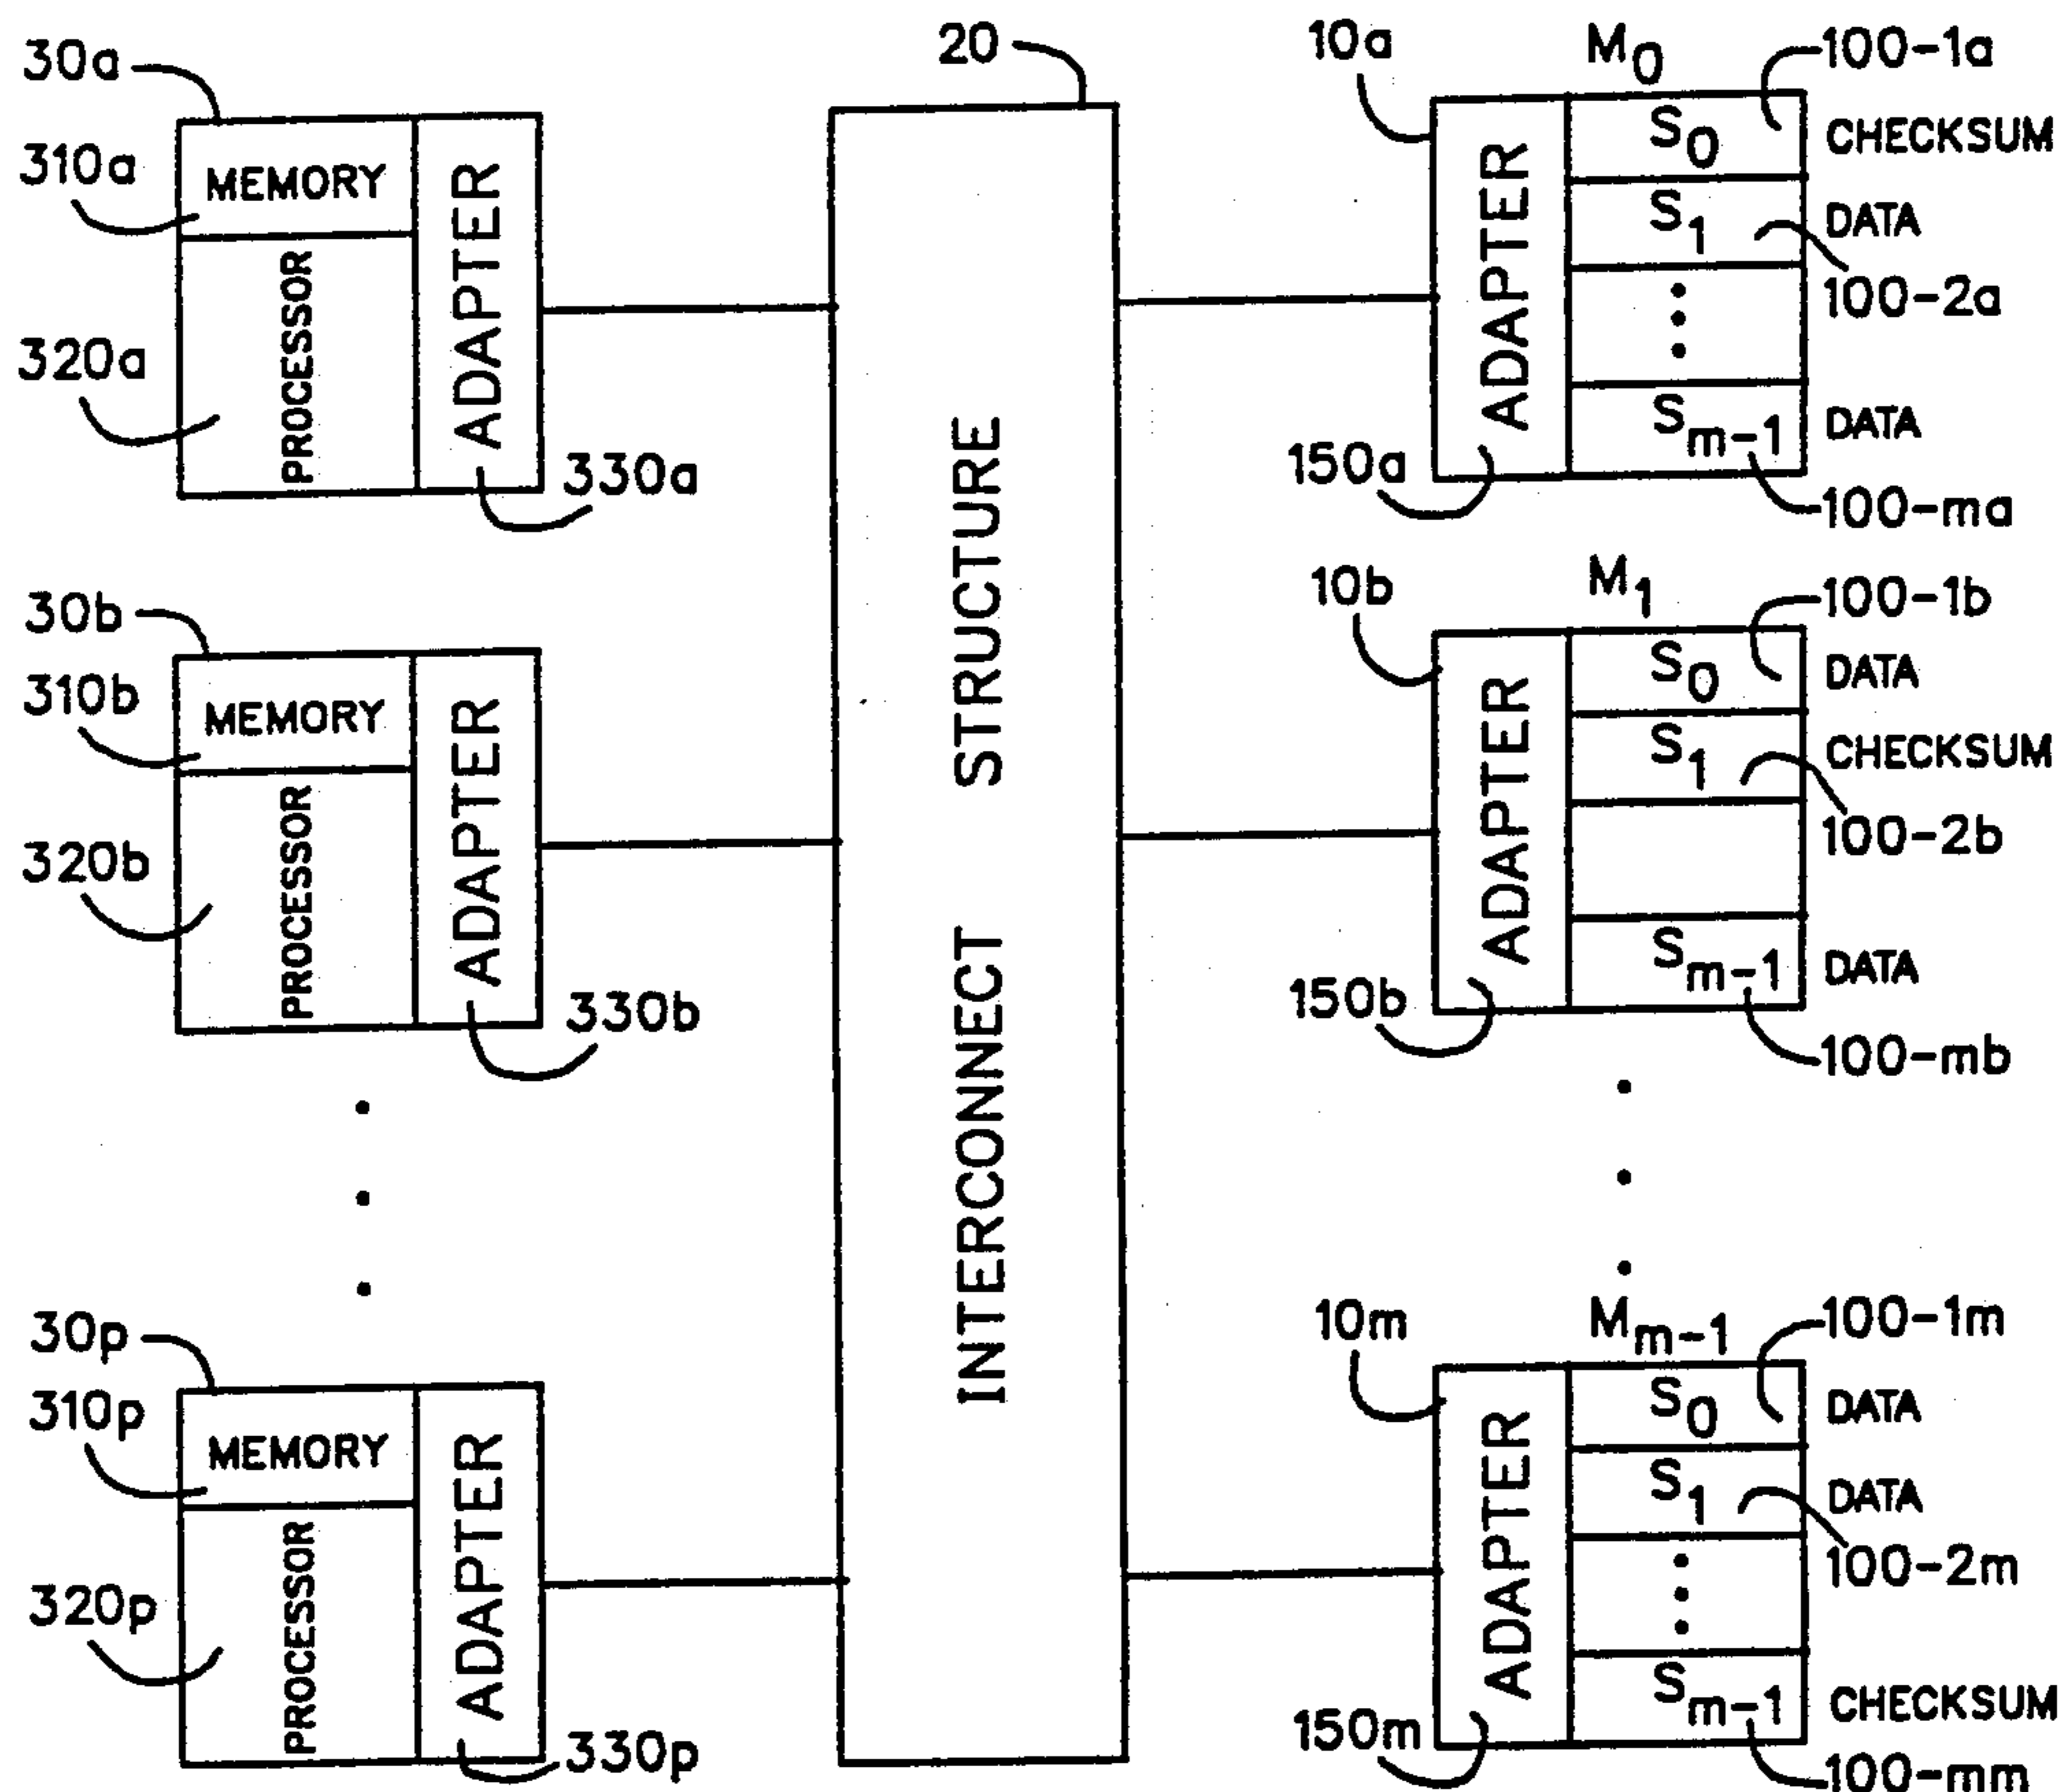 30a
310a
MEMORY
320a
PROCESSOR
ADAPTER
330a
30b
310b
MEMORY
320b
PROCESSOR
ADAPTER
330b
30p
310p
MEMORY
320p
PROCESSOR
ADAPTER
330p
20
INTERCONNECT STRUCTURE
10a
M0
100-1a
ADAPTER
S0 CHECKSUM
S1 DATA
100-2a
Sm-1 DATA
150a
100-ma
10b
M1
100-1b
ADAPTER
S0 DATA
S1 CHECKSUM
100-2b
Sm-1 DATA
150b
100-mb
10m
Mm-1
100-1m
ADAPTER
S0 DATA
S1 DATA
100-2m
Sm-1 CHECKSUM
150m
100-mm